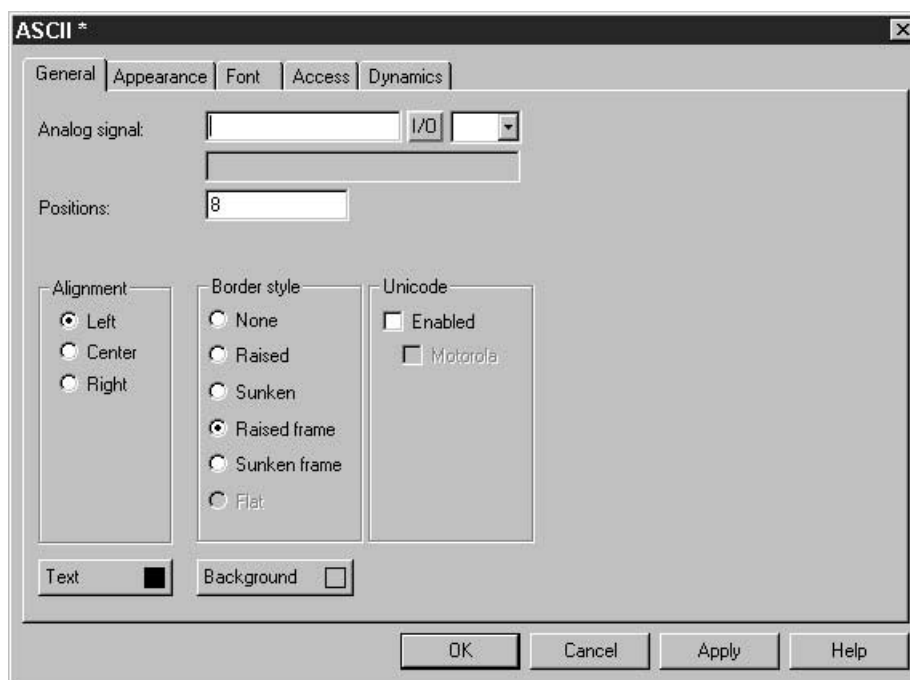 ASCII *
General Appearance Font Access Dynamics
Analog signal: I/O
Positions: 8
Alignment
Left
Center
Right
Border style
None
Raised
Sunken
Raised frame
Sunken frame
Flat
Unicode
Enabled
Motorola
Text
Background
OK Cancel Apply Help